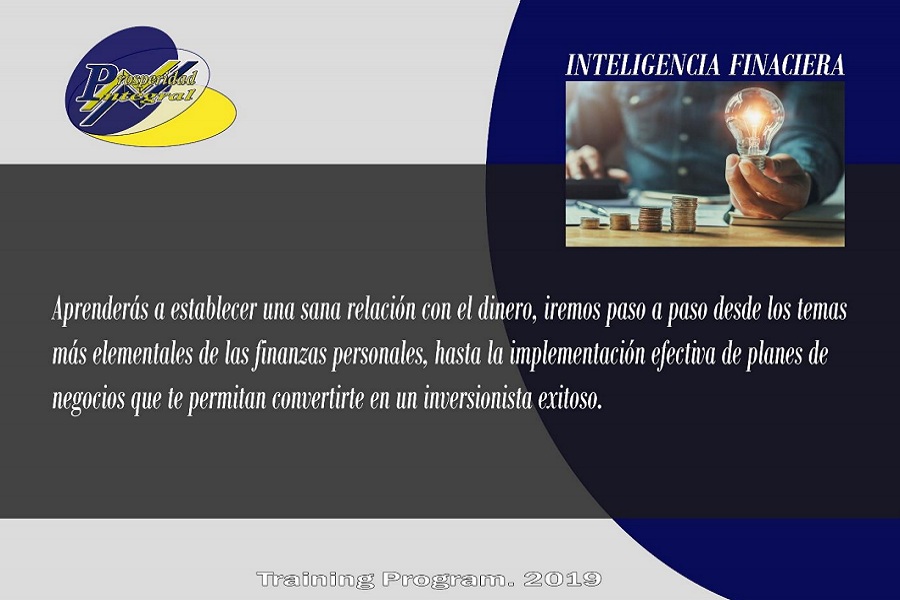 Prosperidad
Integral
INTELIGENCIA FINACIERA
Aprenderás a establecer una sana relación con el dinero, iremos paso a paso desde los temas
más elementales de las finanzas personales, hasta la implementación efectiva de planes de
negocios que te permitan convertirte en un inversionista exitoso.
Training Program. 2019